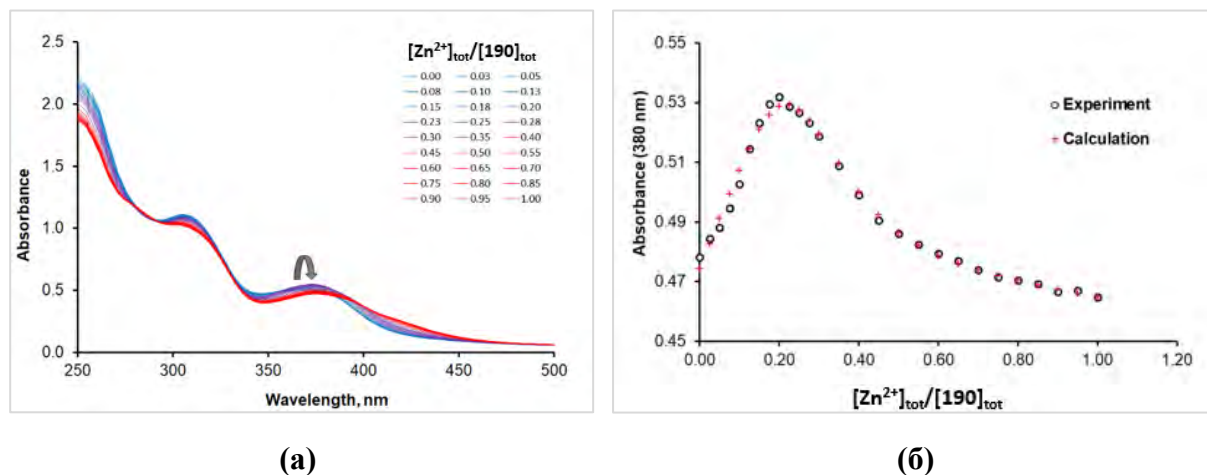 2.5
2.0
1.5
1.0
0.5
0.0
Absorbance
250 300 350 400 450 500
Wavelength, nm
[Zn²⁺]tot/[190]tot
0.00 0.03 0.05
0.08 0.10 0.13
0.15 0.18 0.20
0.23 0.25 0.28
0.30 0.35 0.40
0.45 0.50 0.55
0.60 0.65 0.70
0.75 0.80 0.85
0.90 0.95 1.00
(а)
0.55
0.53
0.51
0.49
0.47
0.45
Absorbance (380 nm)
Experiment
Calculation
0.00 0.20 0.40 0.60 0.80 1.00 1,20
[Zn²⁺]tot/[190]tot
(б)